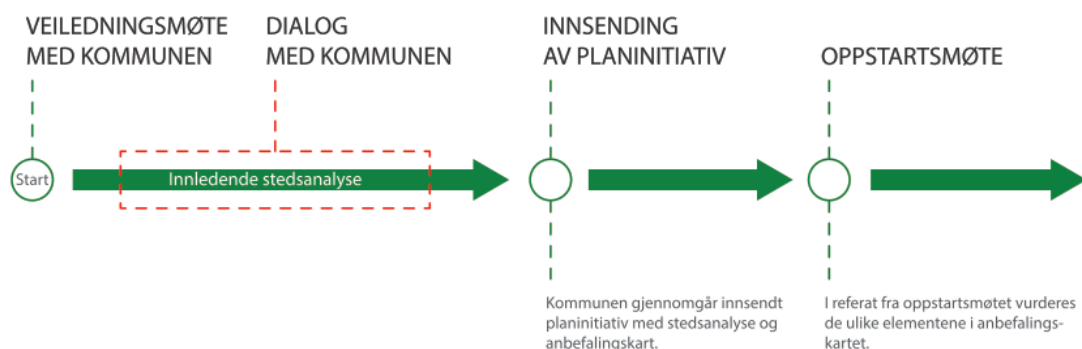 VEILEDNINGSMØTE
MED KOMMUNEN
DIALOG
MED KOMMUNEN
INNSENDING
AV PLANINITIATIV
OPPSTARTSMØTE
Start
Innledende stedsanalyse
Kommunen gjennomgår innsendt
planinitiativ med stedsanalyse og
anbefalingskart.
I referat fra oppstartsmøtet vurderes
de ulike elementene i anbefalings-
kartet.